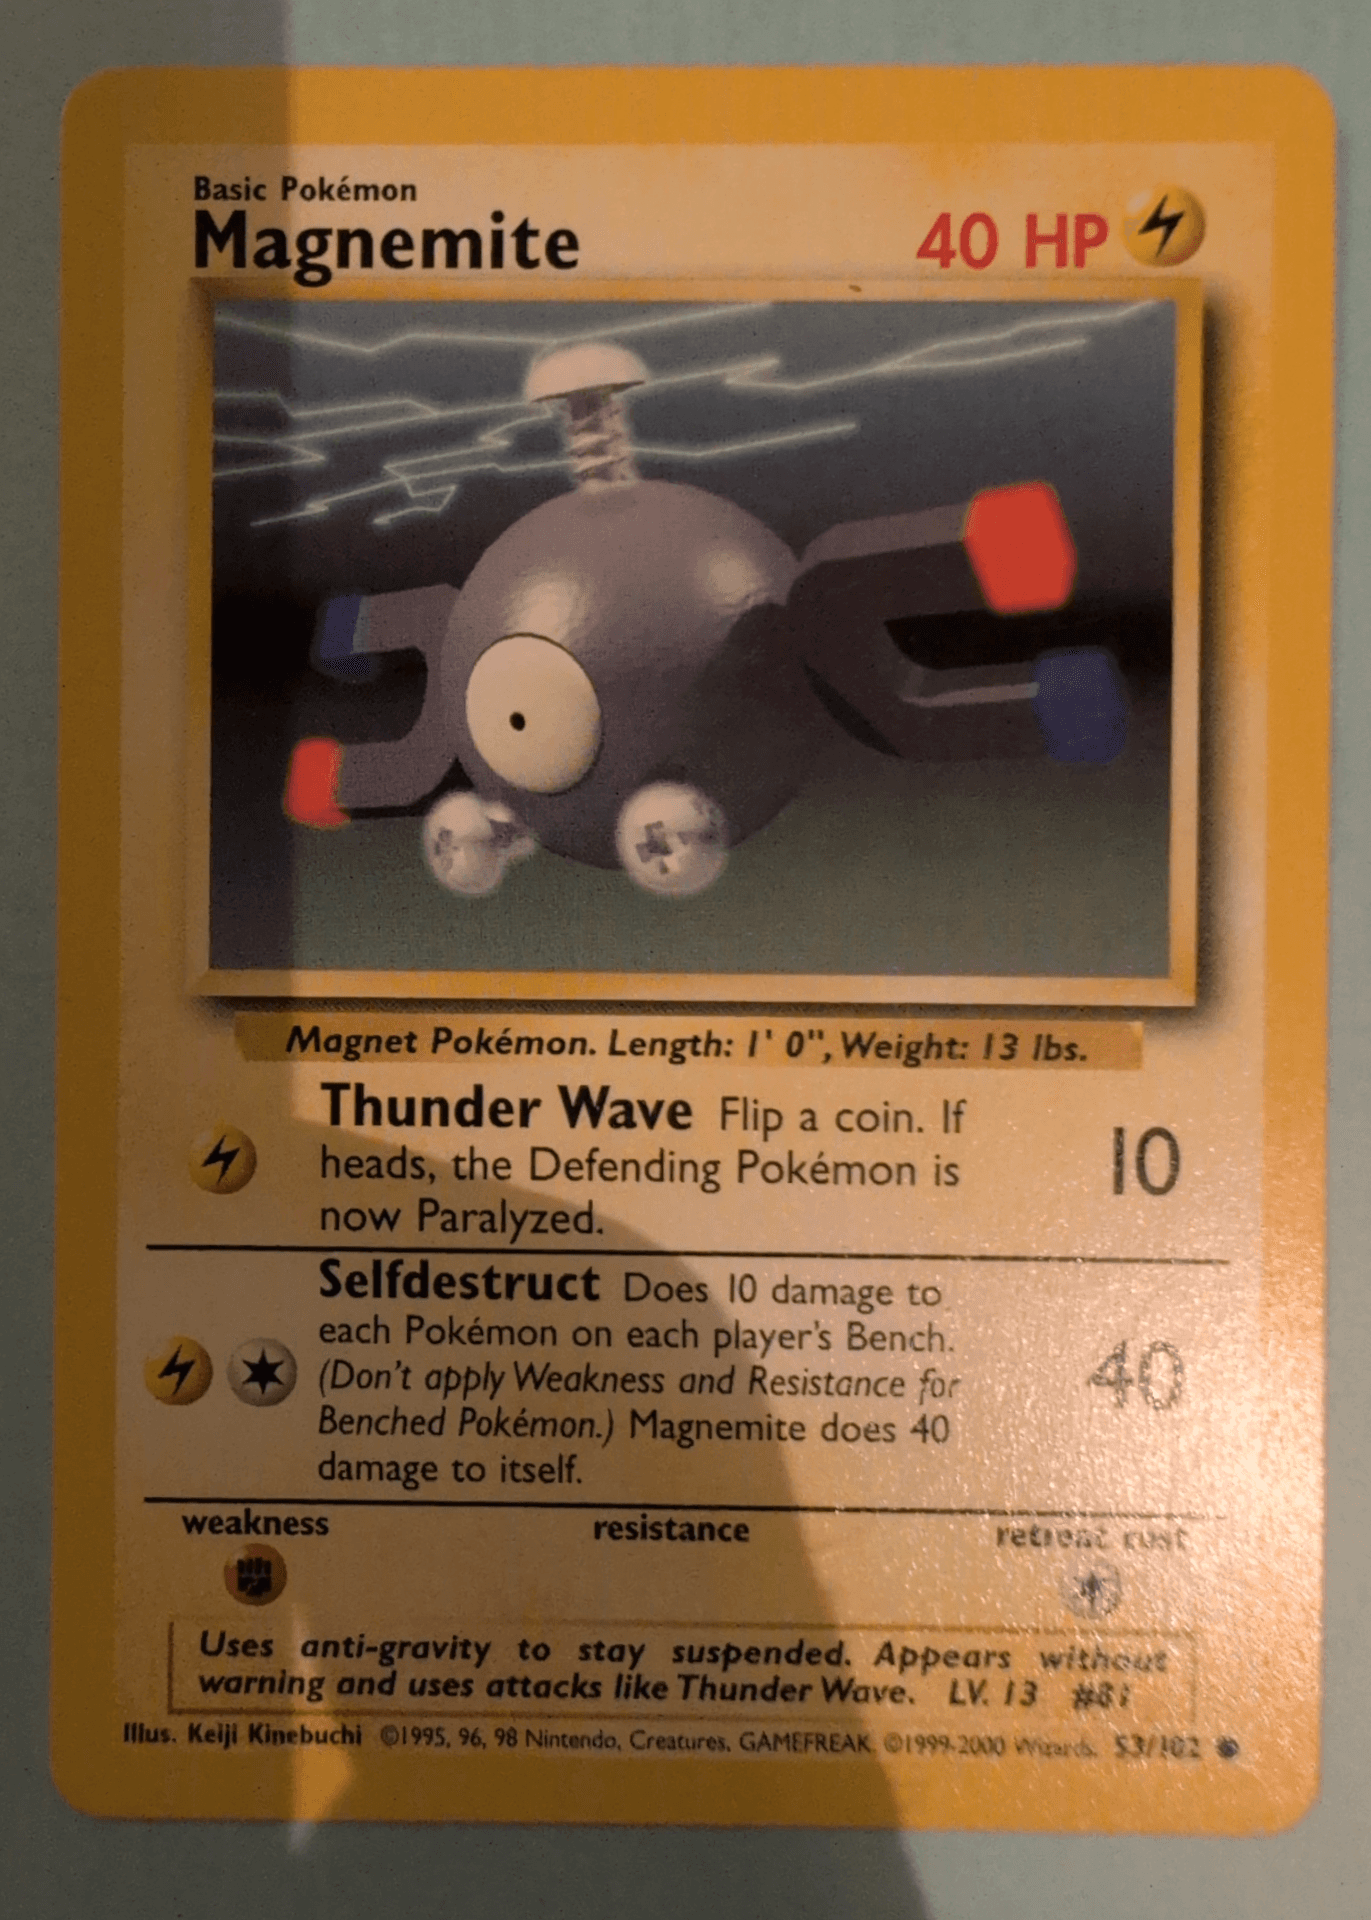 Basic Pokémon
Magnemite 40 HP
Magnet Pokémon. Length: 1' 0", Weight: 13 lbs.
Thunder Wave Flip a coin. If
heads, the Defending Pokémon is
now Paralyzed.
10
Selfdestruct Does 10 damage to
each Pokémon on each player's Bench.
(Don't apply Weakness and Resistance for
Benched Pokémon.) Magnemite does 40
damage to itself.
40
weakness resistance retreat cost
Uses anti-gravity to stay suspended. Appears without
warning and uses attacks like Thunder Wave. LV. 13 #81
Illus. Keiji Kinebuchi ©1995, 96, 98 Nintendo, Creatures, GAMEFREAK. ©1999-2000 Wizards. 53/102